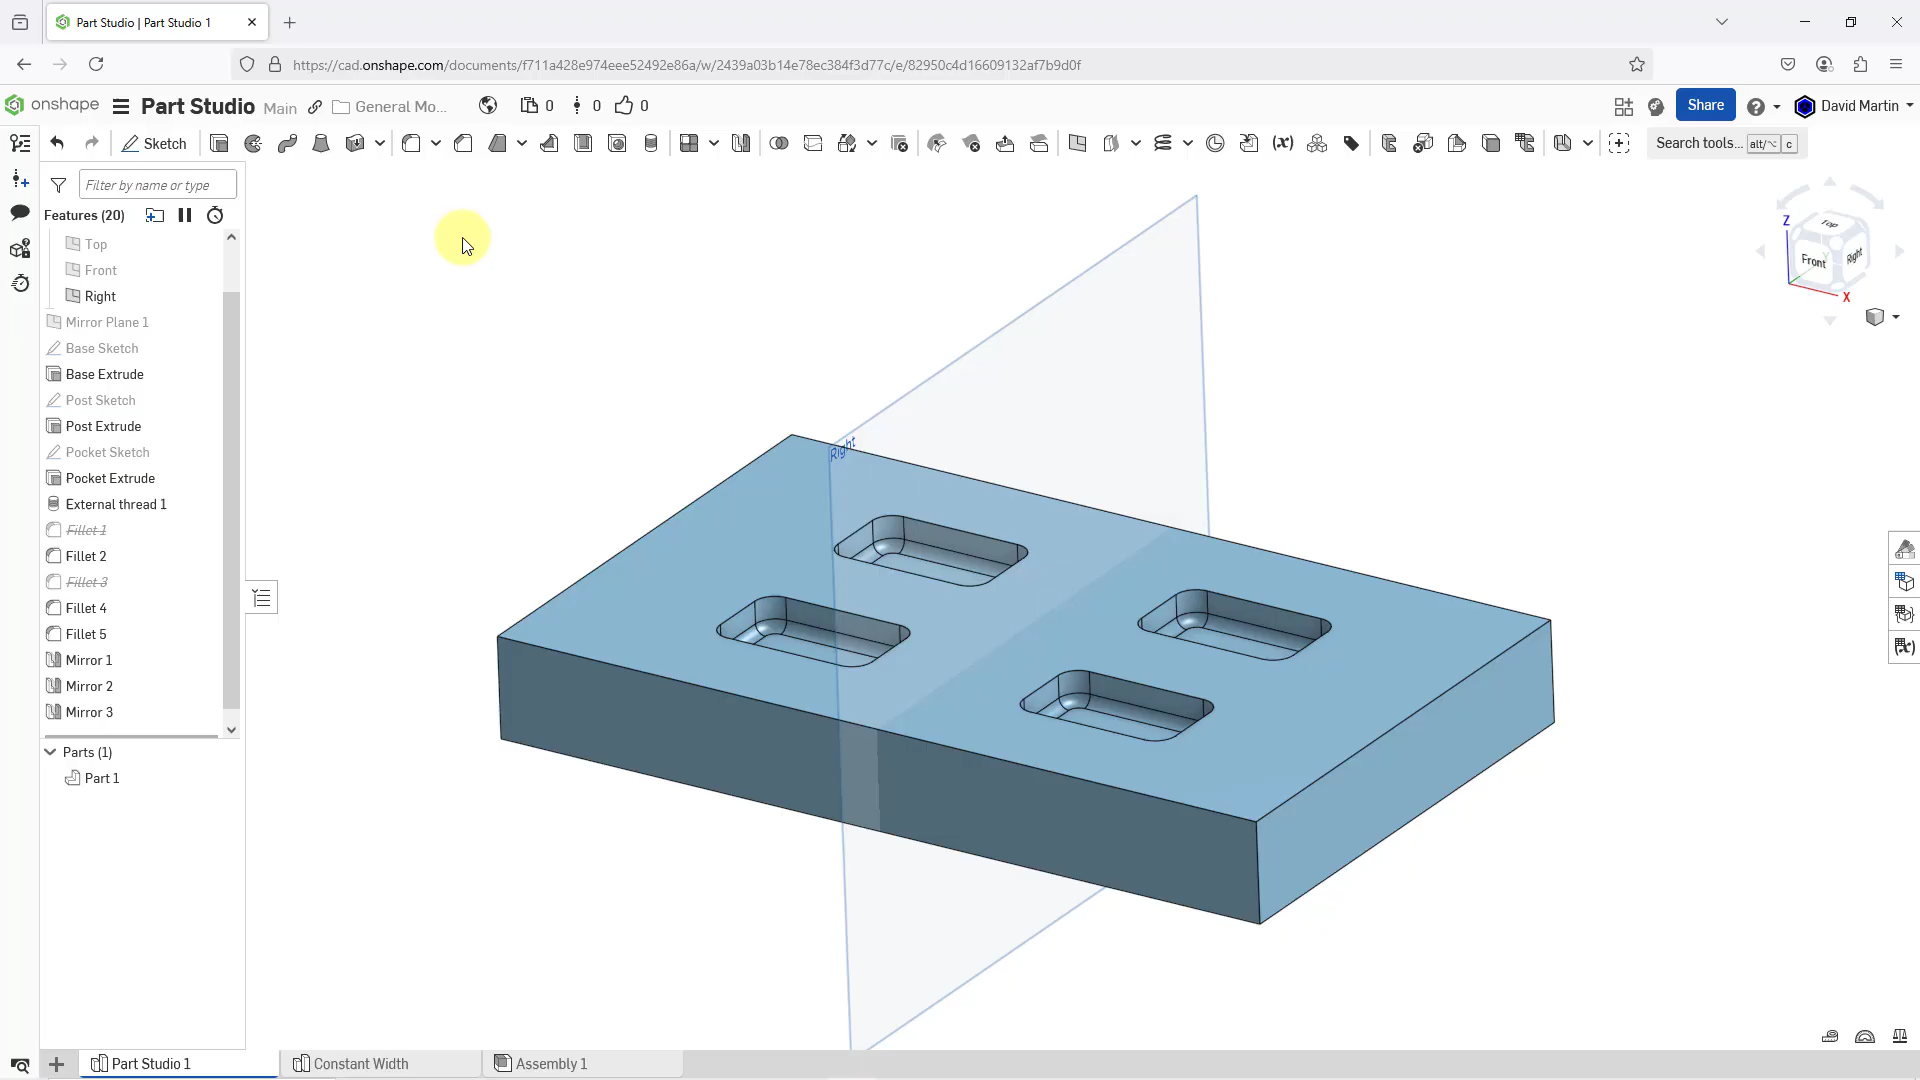 Part Studio | Part Studio 1
https://cad.onshape.com/documents/f711a428e974eee52492e86a/w/2439a03b14e78ec384f3d77c/e/82950c4d16609132af7b9d0f
onshape Part Studio Main General Mo... 0 0 0 Share David Martin
Sketch (x) Search tools... alt/⌥ c
Filter by name or type
Features (20)
Top
Front
Right
Mirror Plane 1
Base Sketch
Base Extrude
Post Sketch
Post Extrude
Pocket Sketch
Pocket Extrude
External thread 1
Fillet 1
Fillet 2
Fillet 3
Fillet 4
Fillet 5
Mirror 1
Mirror 2
Mirror 3
Parts (1)
Part 1
Right
Z
Top
Front
Right
Y
X
(x)
Part Studio 1 Constant Width Assembly 1